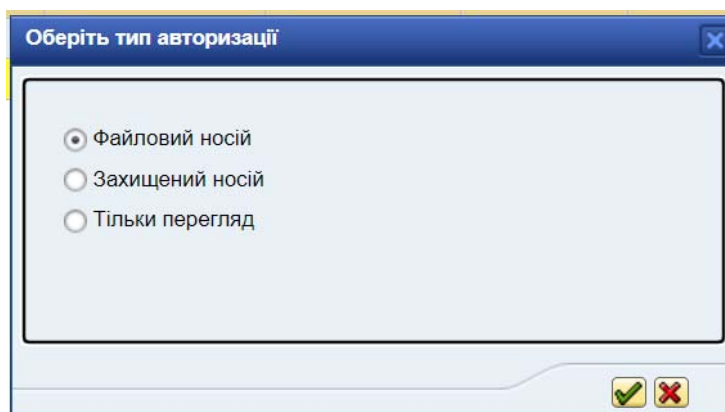 Оберіть тип авторизації
Файловий носій
Захищений носій
Тільки перегляд